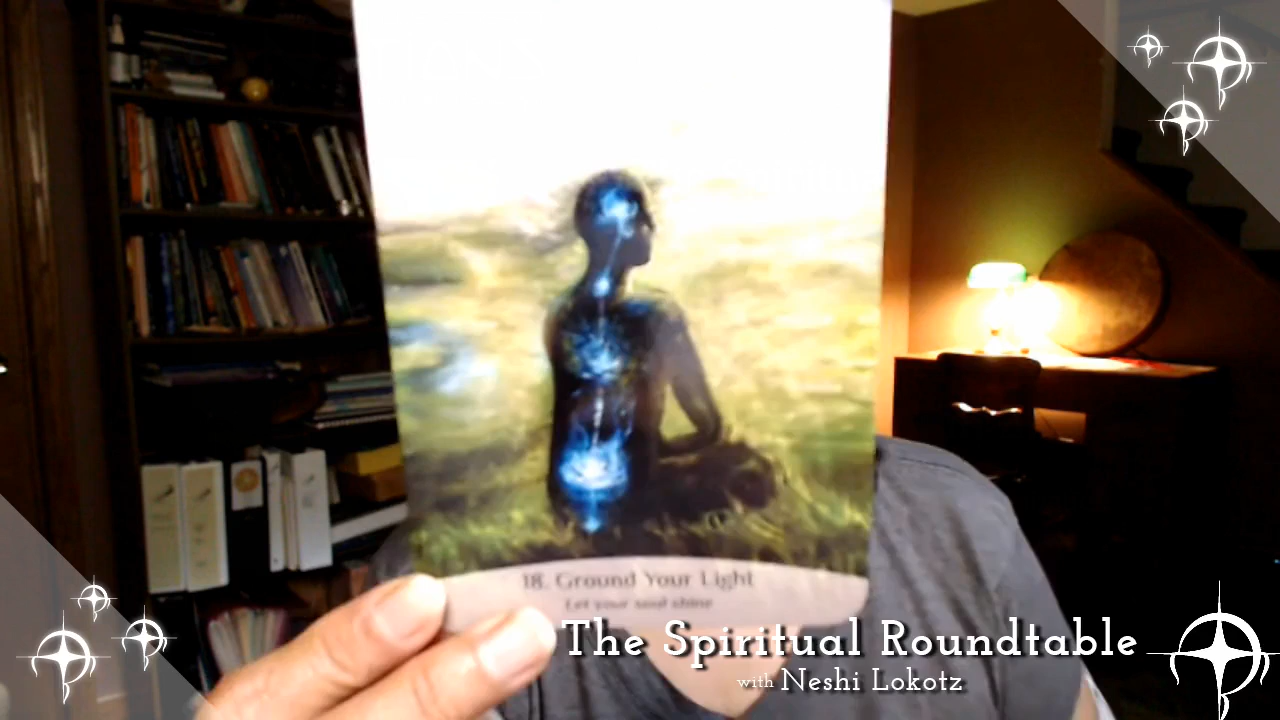 18. Ground Your Light
Let your soul shine
The Spiritual Roundtable
with Neshi Lokotz